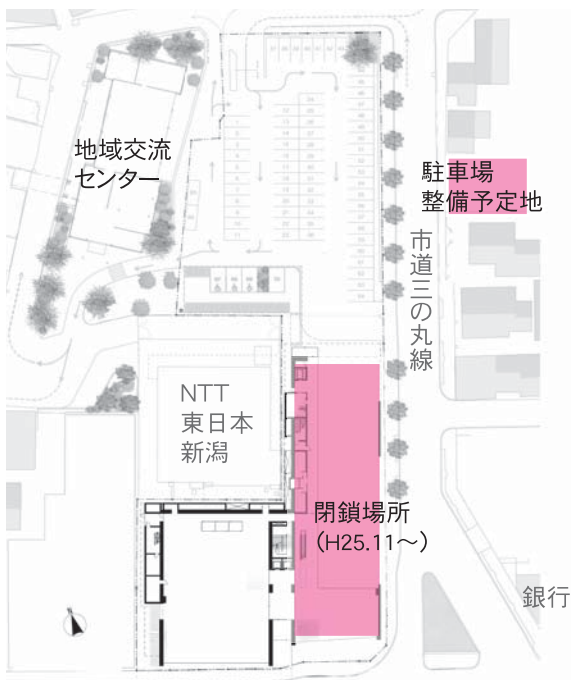 地域交流
センター
駐車場
整備予定地
市道三の丸線
NTT
東日本
新潟
閉鎖場所
（H25.11〜）
銀行